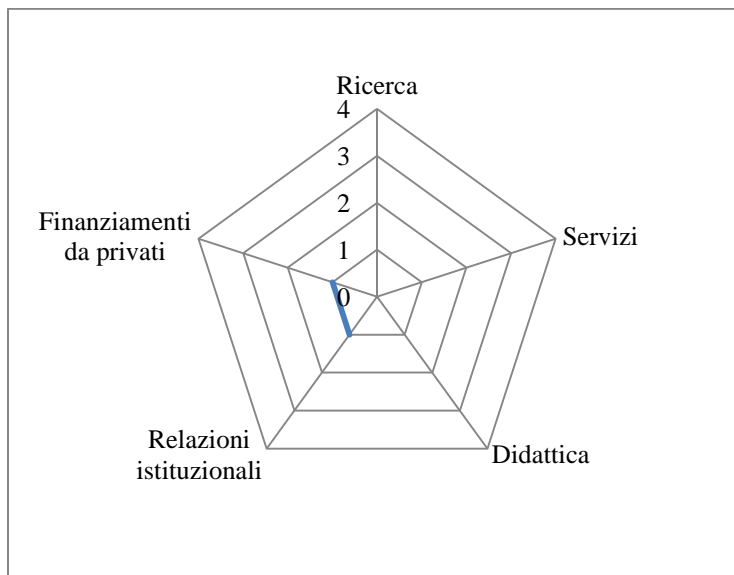 Ricerca
4
3
2
1
0
Servizi
Didattica
Relazioni
istituzionali
Finanziamenti
da privati